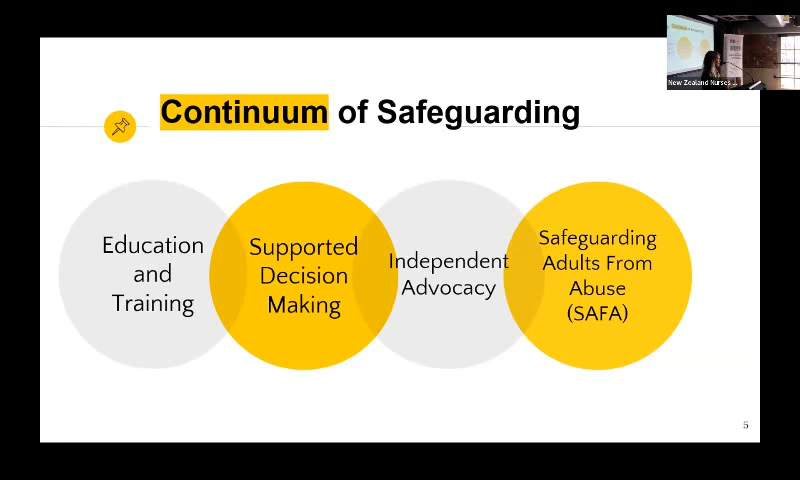 New Zealand Nurses ...
Continuum of Safeguarding
Education
and
Training
Supported
Decision
Making
Independent
Advocacy
Safeguarding
Adults From
Abuse
(SAFA)
5